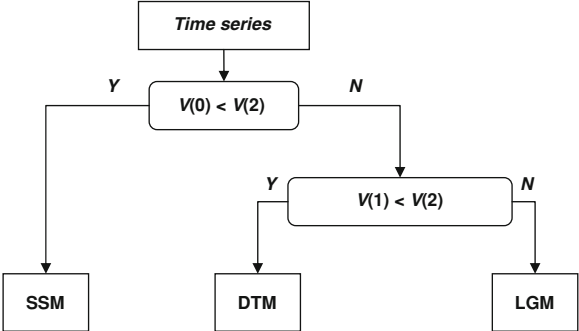 Time series
Y
N
V(0) < V(2)
Y
N
V(1) < V(2)
SSM
DTM
LGM